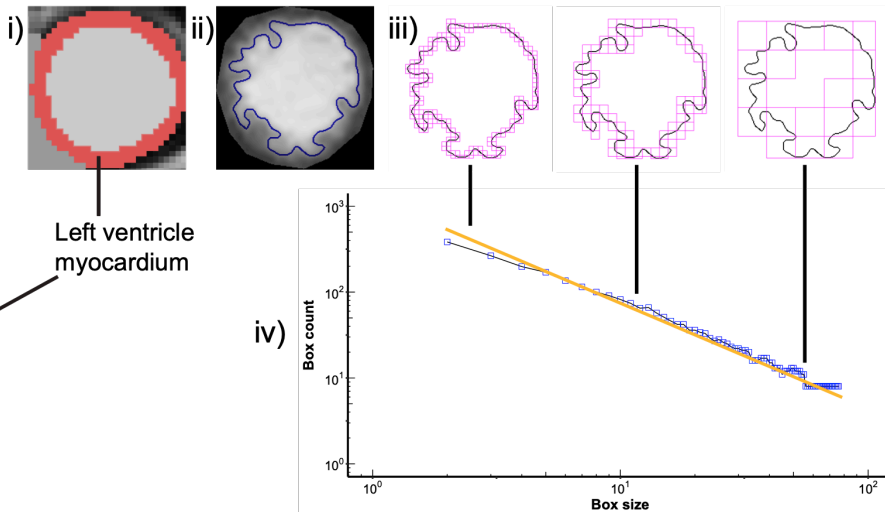 i)
ii)
iii)
Left ventricle
myocardium
iv)
Box count
10³
10²
10¹
10⁰
10⁰
10¹
10²
Box size